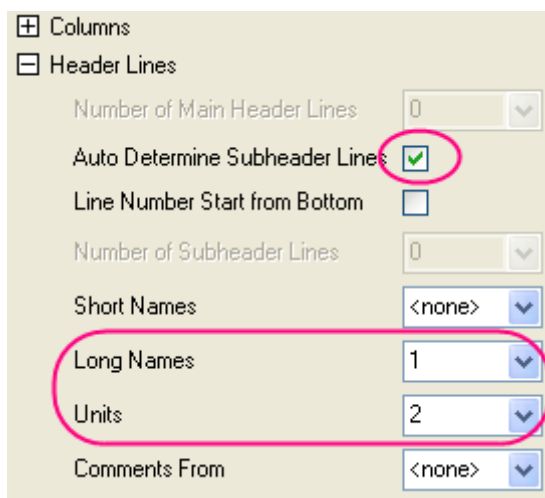 Columns
Header Lines
Number of Main Header Lines 0
Auto Determine Subheader Lines
Line Number Start from Bottom
Number of Subheader Lines 0
Short Names <none>
Long Names 1
Units 2
Comments From <none>